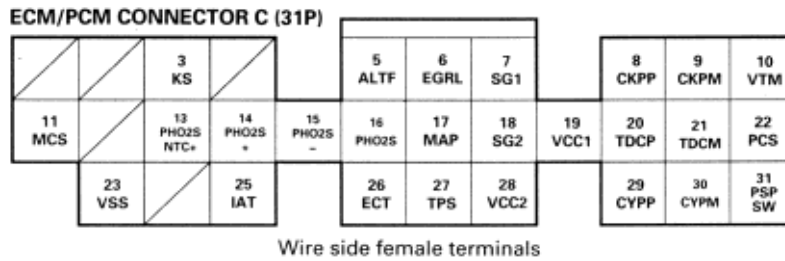 ECM/PCM CONNECTOR C (31P)
3
KS
5
ALTF
6
EGRL
7
SG1
8
CKPP
9
CKPM
10
VTM
11
MCS
13
PHO2S
NTC+
14
PHO2S
+
15
PHO2S
–
16
PHO2S
17
MAP
18
SG2
19
VCC1
20
TDCP
21
TDCM
22
PCS
23
VSS
25
IAT
26
ECT
27
TPS
28
VCC2
29
CYPP
30
CYPM
31
PSP
SW
Wire side female terminals